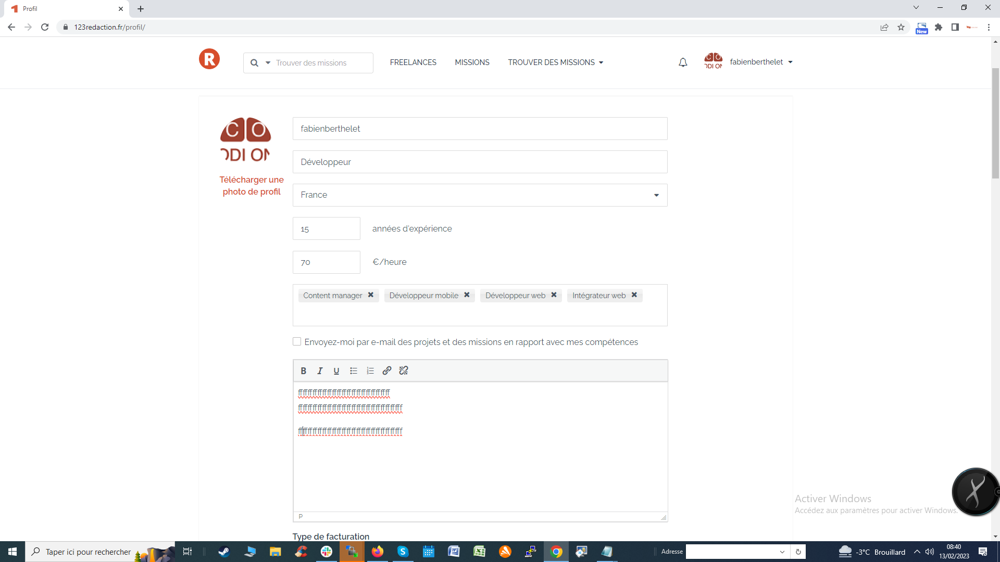 Profil
123redaction.fr/profil/
New
R
Trouver des missions
FREELANCES
MISSIONS
TROUVER DES MISSIONS
fabienberthelet
CO
fabienberthelet
Développeur
Télécharger une
photo de profil
France
15
années d'expérience
70
€/heure
Content manager
Développeur mobile
Développeur web
Intégrateur web
Envoyez-moi par e-mail des projets et des missions en rapport avec mes compétences
B I U
P
Type de facturation
Activer Windows
Accédez aux paramètres pour activer Windows.
Taper ici pour rechercher
Adresse
-3°C Brouillard
08:40
13/02/2023